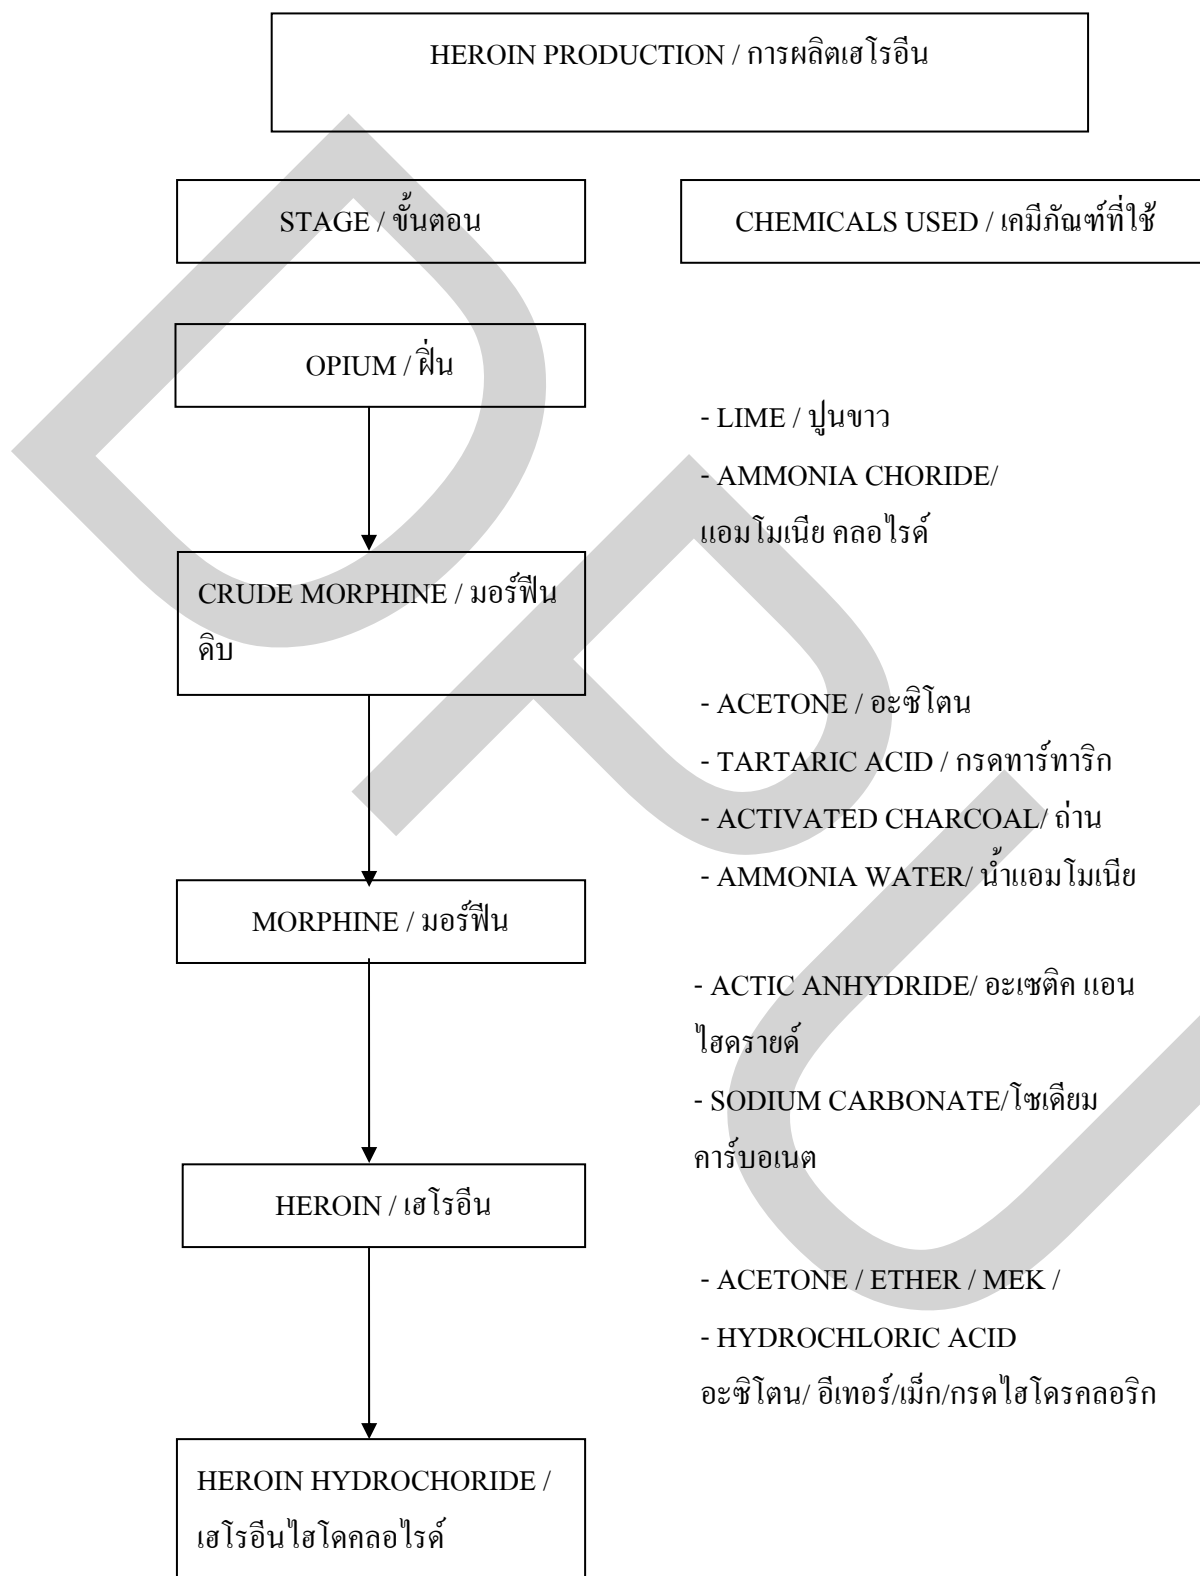 HEROIN PRODUCTION / การผลิตเฮโรอีน
STAGE / ขั้นตอน
CHEMICALS USED / เคมีภัณฑ์ที่ใช้
OPIUM / ฝิ่น
- LIME / ปูนขาว
- AMMONIA CHORIDE/
แอมโมเนีย คลอไรด์
CRUDE MORPHINE / มอร์ฟีน
ดิบ
- ACETONE / อะซิโตน
- TARTARIC ACID / กรดทาร์ทาริก
- ACTIVATED CHARCOAL/ ถ่าน
- AMMONIA WATER/ น้ำแอมโมเนีย
MORPHINE / มอร์ฟีน
- ACTIC ANHYDRIDE/ อะเซติค แอน
ไฮดรายด์
- SODIUM CARBONATE/โซเดียม
คาร์บอเนต
HEROIN / เฮโรอีน
- ACETONE / ETHER / MEK /
- HYDROCHLORIC ACID
อะซิโตน/ อีเทอร์/เม็ก/กรดไฮโดรคลอริก
HEROIN HYDROCHORIDE /
เฮโรอีนไฮโดคลอไรด์
DPU